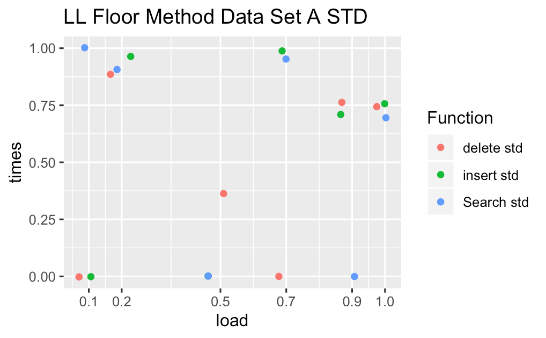 LL Floor Method Data Set A STD
1.00
0.75
0.50
0.25
0.00
times
0.1 0.2 0.5 0.7 0.9 1.0
load
Function
delete std
insert std
Search std